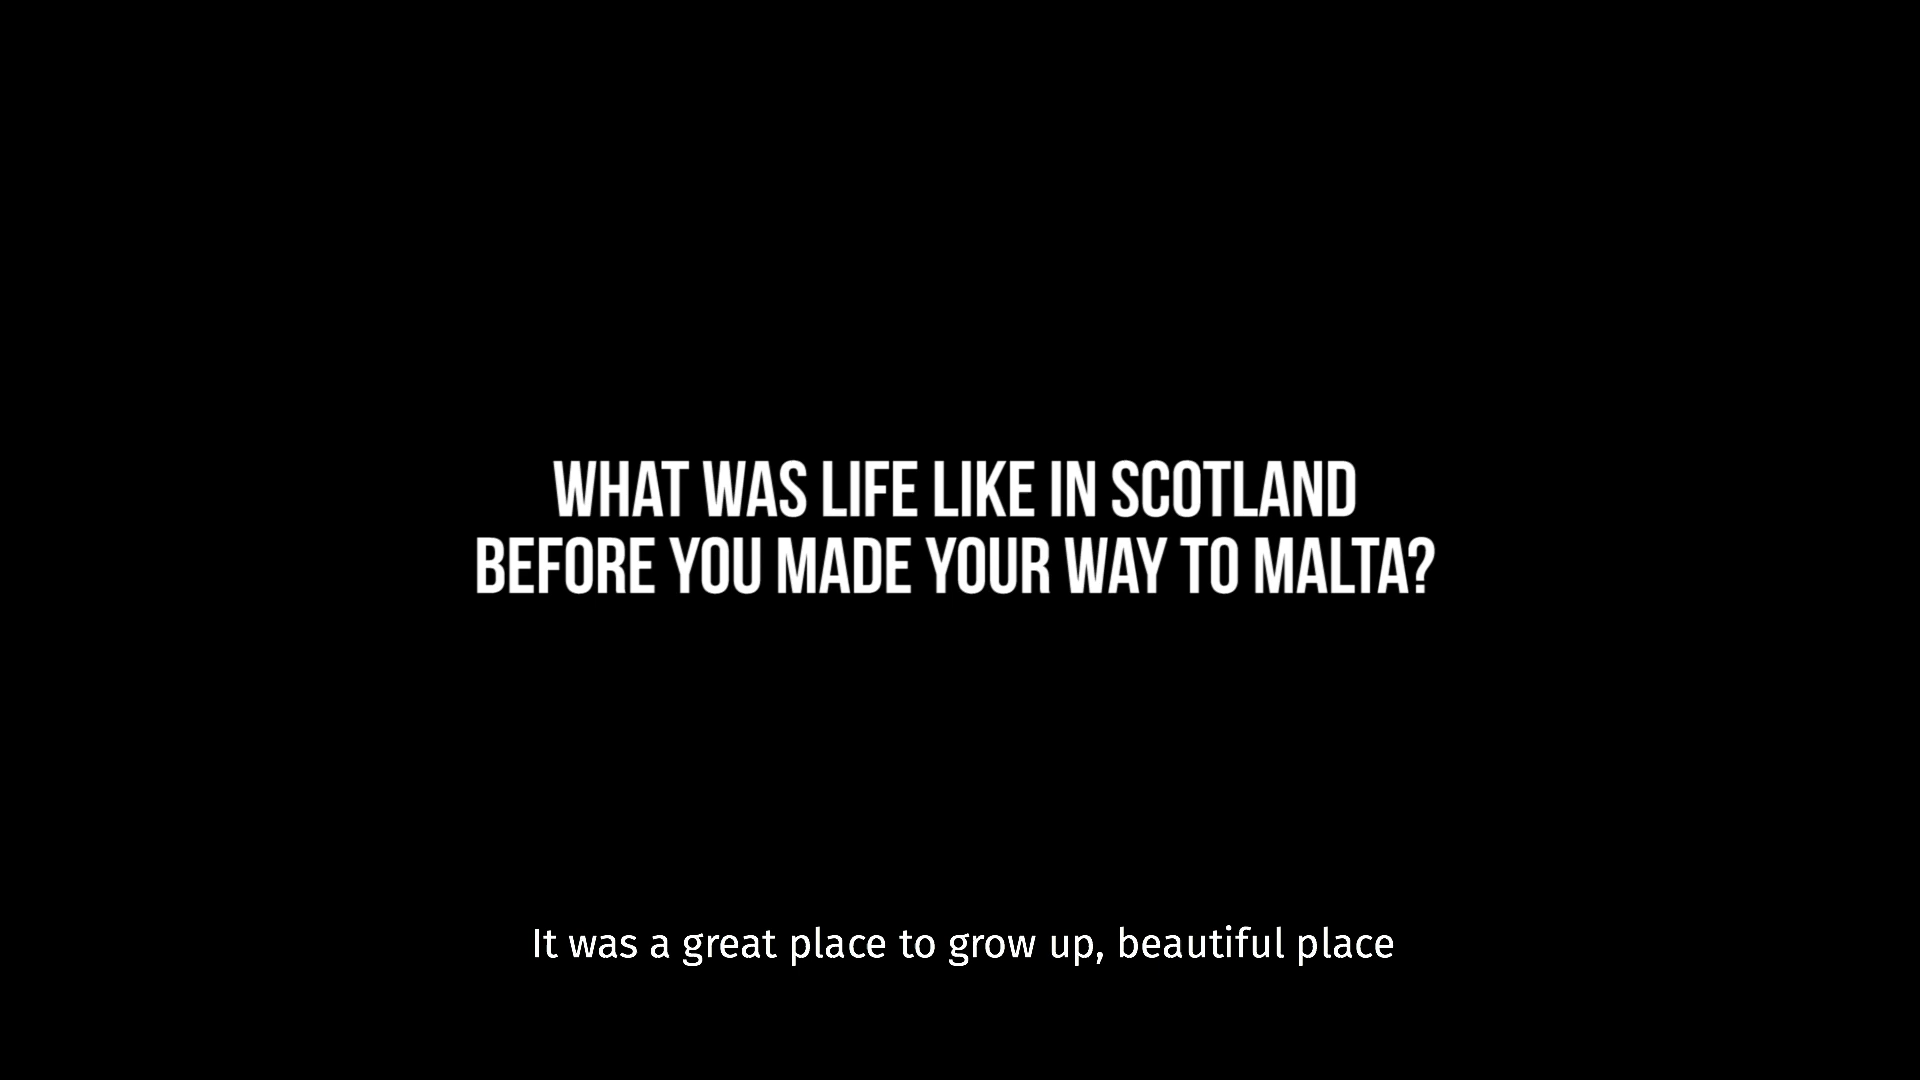 WHAT WAS LIFE LIKE IN SCOTLAND
BEFORE YOU MADE YOUR WAY TO MALTA?
It was a great place to grow up, beautiful place